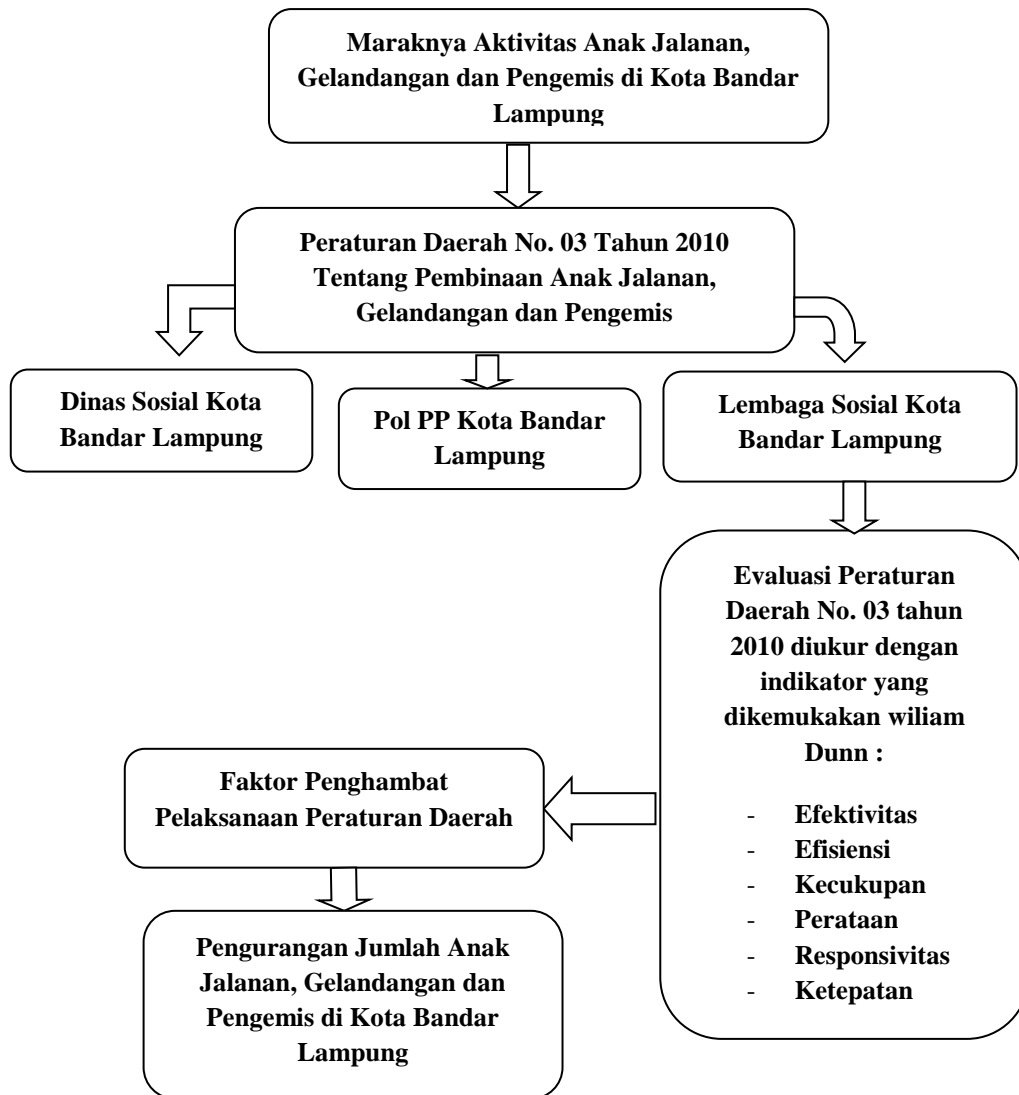 Maraknya Aktivitas Anak Jalanan,
Gelandangan dan Pengemis di Kota Bandar
Lampung
Peraturan Daerah No. 03 Tahun 2010
Tentang Pembinaan Anak Jalanan,
Gelandangan dan Pengemis
Dinas Sosial Kota
Bandar Lampung
Pol PP Kota Bandar
Lampung
Lembaga Sosial Kota
Bandar Lampung
Evaluasi Peraturan
Daerah No. 03 tahun
2010 diukur dengan
indikator yang
dikemukakan wiliam
Dunn :
- Efektivitas
- Efisiensi
- Kecukupan
- Perataan
- Responsivitas
- Ketepatan
Faktor Penghambat
Pelaksanaan Peraturan Daerah
Pengurangan Jumlah Anak
Jalanan, Gelandangan dan
Pengemis di Kota Bandar
Lampung